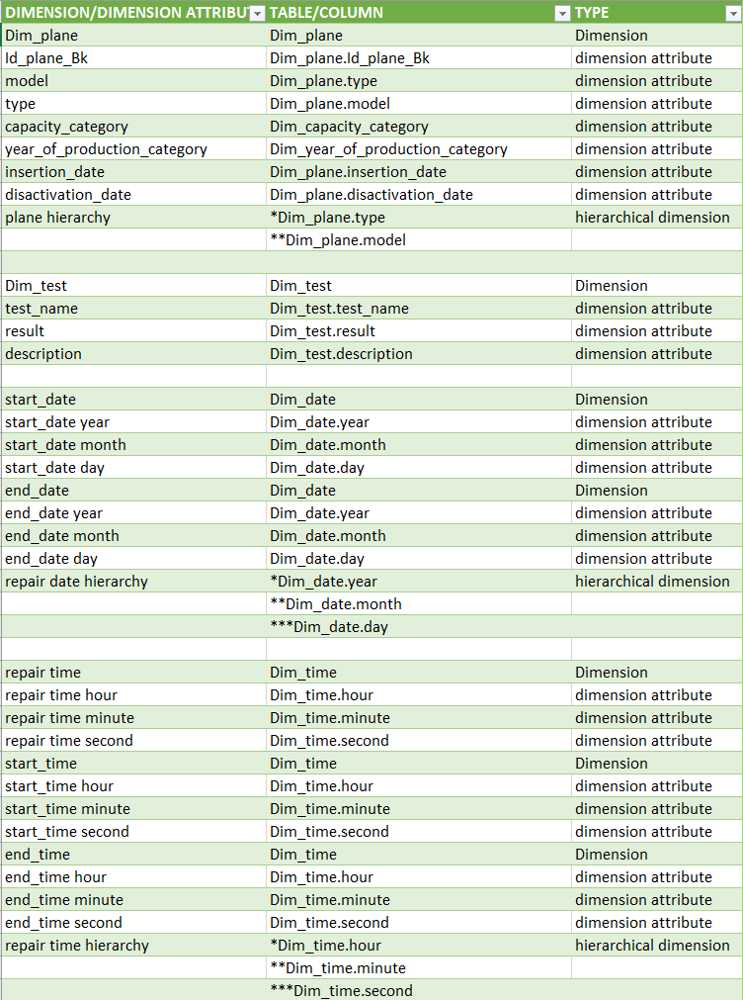 DIMENSION/DIMENSION ATTRIBUT TABLE/COLUMN TYPE
Dim_plane Dim_plane Dimension
Id_plane_Bk Dim_plane.Id_plane_Bk dimension attribute
model Dim_plane.type dimension attribute
type Dim_plane.model dimension attribute
capacity_category Dim_capacity_category dimension attribute
year_of_production_category Dim_year_of_production_category dimension attribute
insertion_date Dim_plane.insertion_date dimension attribute
disactivation_date Dim_plane.disactivation_date dimension attribute
plane hierarchy *Dim_plane.type hierarchical dimension
**Dim_plane.model
Dim_test Dim_test Dimension
test_name Dim_test.test_name dimension attribute
result Dim_test.result dimension attribute
description Dim_test.description dimension attribute
start_date Dim_date Dimension
start_date year Dim_date.year dimension attribute
start_date month Dim_date.month dimension attribute
start_date day Dim_date.day dimension attribute
end_date Dim_date Dimension
end_date year Dim_date.year dimension attribute
end_date month Dim_date.month dimension attribute
end_date day Dim_date.day dimension attribute
repair date hierarchy *Dim_date.year hierarchical dimension
**Dim_date.month
***Dim_date.day
repair time Dim_time Dimension
repair time hour Dim_time.hour dimension attribute
repair time minute Dim_time.minute dimension attribute
repair time second Dim_time.second dimension attribute
start_time Dim_time Dimension
start_time hour Dim_time.hour dimension attribute
start_time minute Dim_time.minute dimension attribute
start_time second Dim_time.second dimension attribute
end_time Dim_time Dimension
end_time hour Dim_time.hour dimension attribute
end_time minute Dim_time.minute dimension attribute
end_time second Dim_time.second dimension attribute
repair time hierarchy *Dim_time.hour hierarchical dimension
**Dim_time.minute
***Dim_time.second